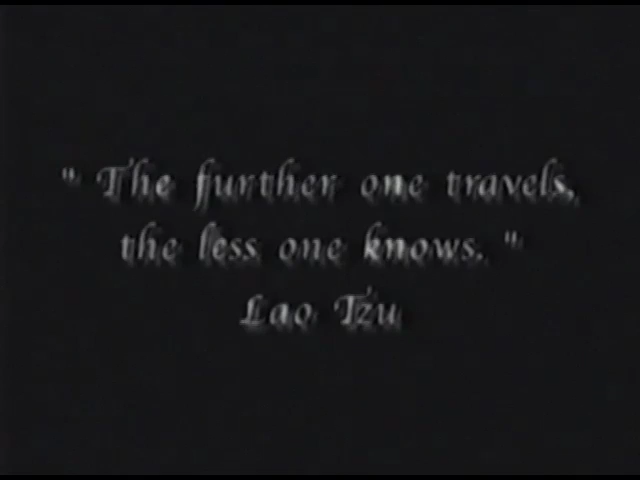 " The further one travels,
the less one knows. "
Lao Tzu